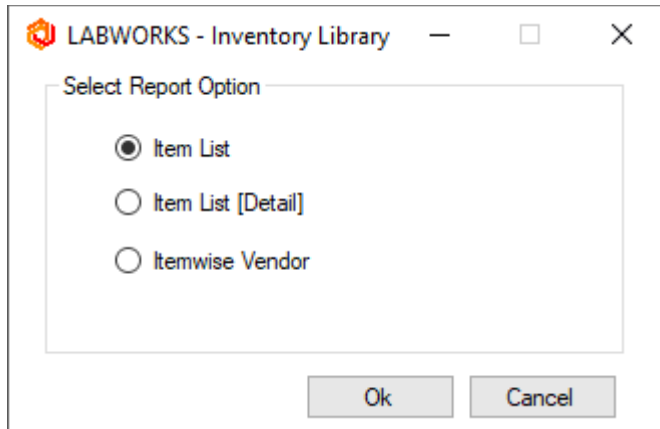 LABWORKS - Inventory Library
Select Report Option
Item List
Item List [Detail]
Itemwise Vendor
Ok Cancel